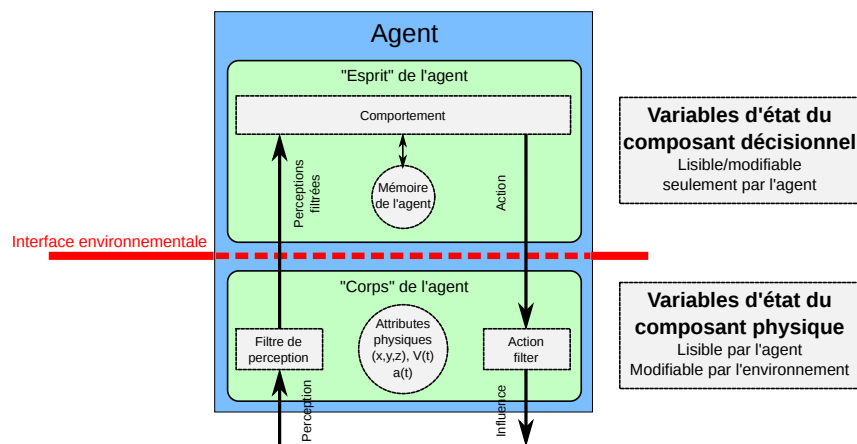 Agent
"Esprit" de l'agent
Comportement
Perceptions
filtrées
Mémoire
de l'agent
Action
Variables d'état du
composant décisionnel
Lisible/modifiable
seulement par l'agent
Interface environnementale
"Corps" de l'agent
Filtre de
perception
Attributes
physiques
(x,y,z), V(t)
a(t)
Action
filter
Variables d'état du
composant physique
Lisible par l'agent
Modifiable par l'environnement
Perception
Influence